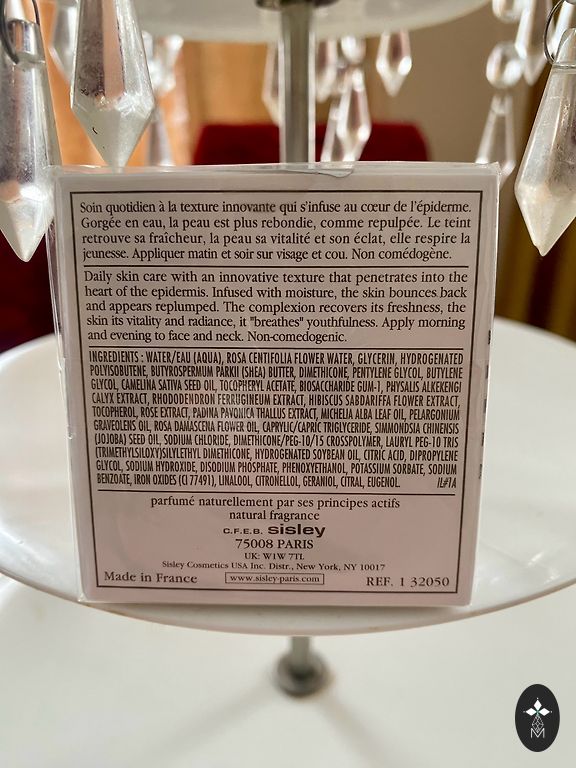 Soin quotidien à la texture innovante qui s'infuse au cœur de l'épiderme.
Gorgée en eau, la peau est plus rebondie, comme repulpée. Le teint
retrouve sa fraîcheur, la peau sa vitalité et son éclat, elle respire la
jeunesse. Appliquer matin et soir sur visage et cou. Non comédogène.
Daily skin care with an innovative texture that penetrates into the
heart of the epidermis. Infused with moisture, the skin bounces back
and appears replumped. The complexion recovers its freshness, the
skin its vitality and radiance, it "breathes" youthfulness. Apply morning
and evening to face and neck. Non-comedogenic.
INGREDIENTS : WATER/EAU (AQUA), ROSA CENTIFOLIA FLOWER WATER, GLYCERIN, HYDROGENATED
POLYISOBUTENE, BUTYROSPERMUM PARKII (SHEA) BUTTER, DIMETHICONE, PENTYLENE GLYCOL, BUTYLENE
GLYCOL, CAMELINA SATIVA SEED OIL, TOCOPHERYL ACETATE, BIOSACCHARIDE GUM-1, PHYSALIS ALKEKENGI
CALYX EXTRACT, RHODODENDRON FERRUGINEUM EXTRACT, HIBISCUS SABDARIFFA FLOWER EXTRACT,
TOCOPHEROL, ROSE EXTRACT, PADINA PAVONICA THALLUS EXTRACT, MICHELIA ALBA LEAF OIL, PELARGONIUM
GRAVEOLENS OIL, ROSA DAMASCENA FLOWER OIL, CAPRYLIC/CAPRIC TRIGLYCERIDE, SIMMONDSIA CHINENSIS
(JOJOBA) SEED OIL, SODIUM CHLORIDE, DIMETHICONE/PEG-10/15 CROSSPOLYMER, LAURYL PEG-10 TRIS
(TRIMETHYLSILOXY)SILYLETHYL DIMETHICONE, HYDROGENATED SOYBEAN OIL, CITRIC ACID, DIPROPYLENE
GLYCOL, SODIUM HYDROXIDE, DISODIUM PHOSPHATE, PHENOXYETHANOL, POTASSIUM SORBATE, SODIUM
BENZOATE, IRON OXIDES (CI 77491), LINALOOL, CITRONELLOL, GERANIOL, CITRAL, EUGENOL. IL#1A
parfumé naturellement par ses principes actifs
natural fragrance
C.F.E.B. sisley
75008 PARIS
UK: W1W 7TL
Sisley Cosmetics USA Inc. Distr., New York, NY 10017
Made in France www.sisley-paris.com REF. 1 32050